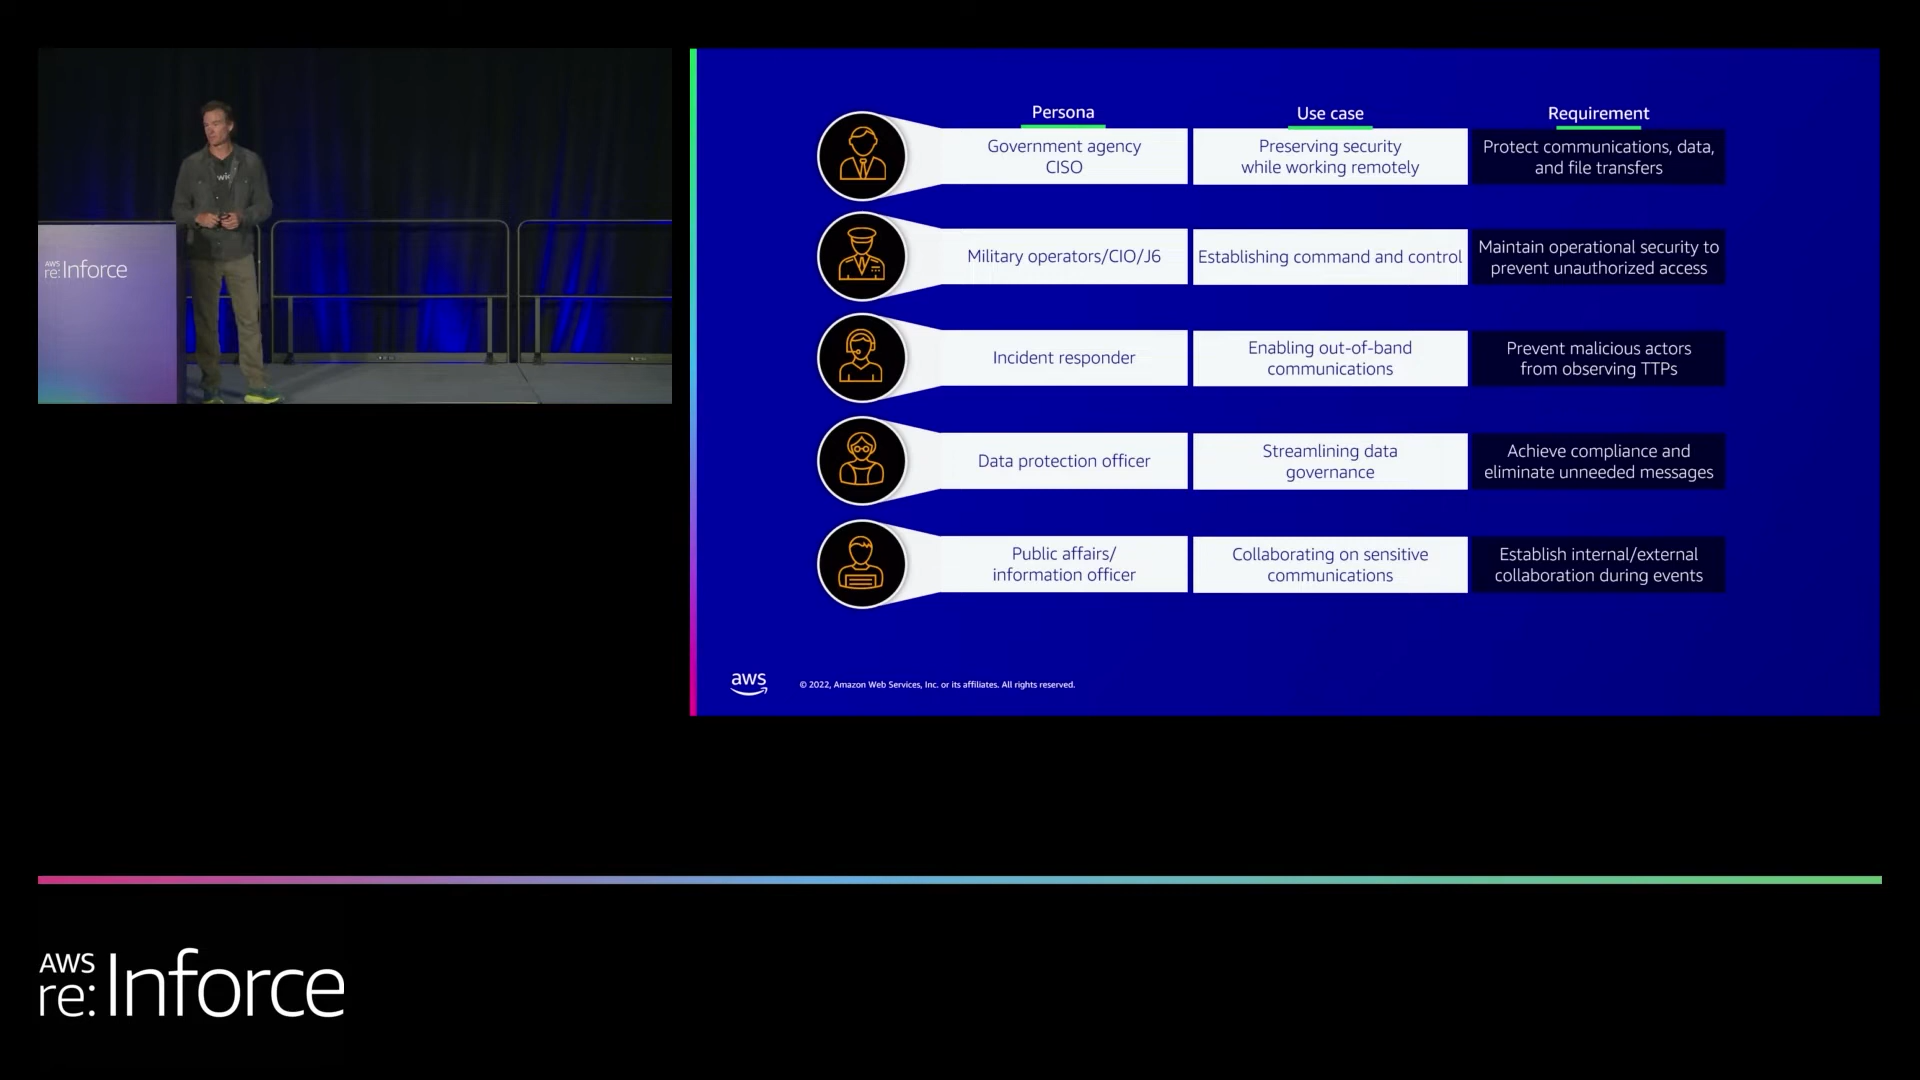 AWS
re:Inforce
Persona
Use case
Requirement
Government agency
CISO
Preserving security
while working remotely
Protect communications, data,
and file transfers
Military operators/CIO/J6
Establishing command and control
Maintain operational security to
prevent unauthorized access
Incident responder
Enabling out-of-band
communications
Prevent malicious actors
from observing TTPs
Data protection officer
Streamlining data
governance
Achieve compliance and
eliminate unneeded messages
Public affairs/
information officer
Collaborating on sensitive
communications
Establish internal/external
collaboration during events
aws
© 2022, Amazon Web Services, Inc. or its affiliates. All rights reserved.
AWS
re:Inforce